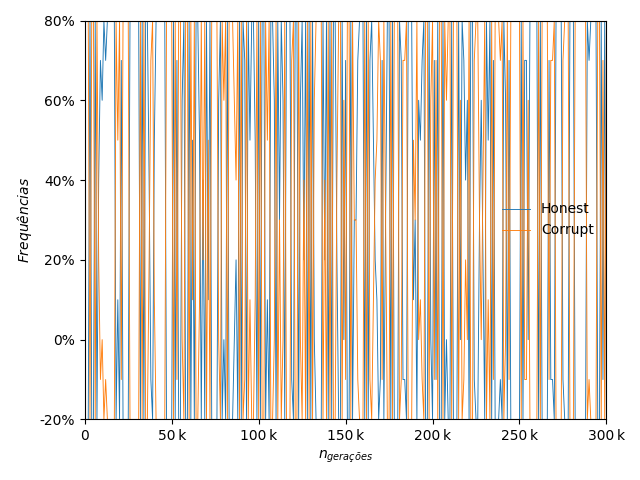 80%
60%
40%
20%
0%
-20%
Frequências
Honest
Corrupt
0 50 k 100 k 150 k 200 k 250 k 300 k
n_gerações